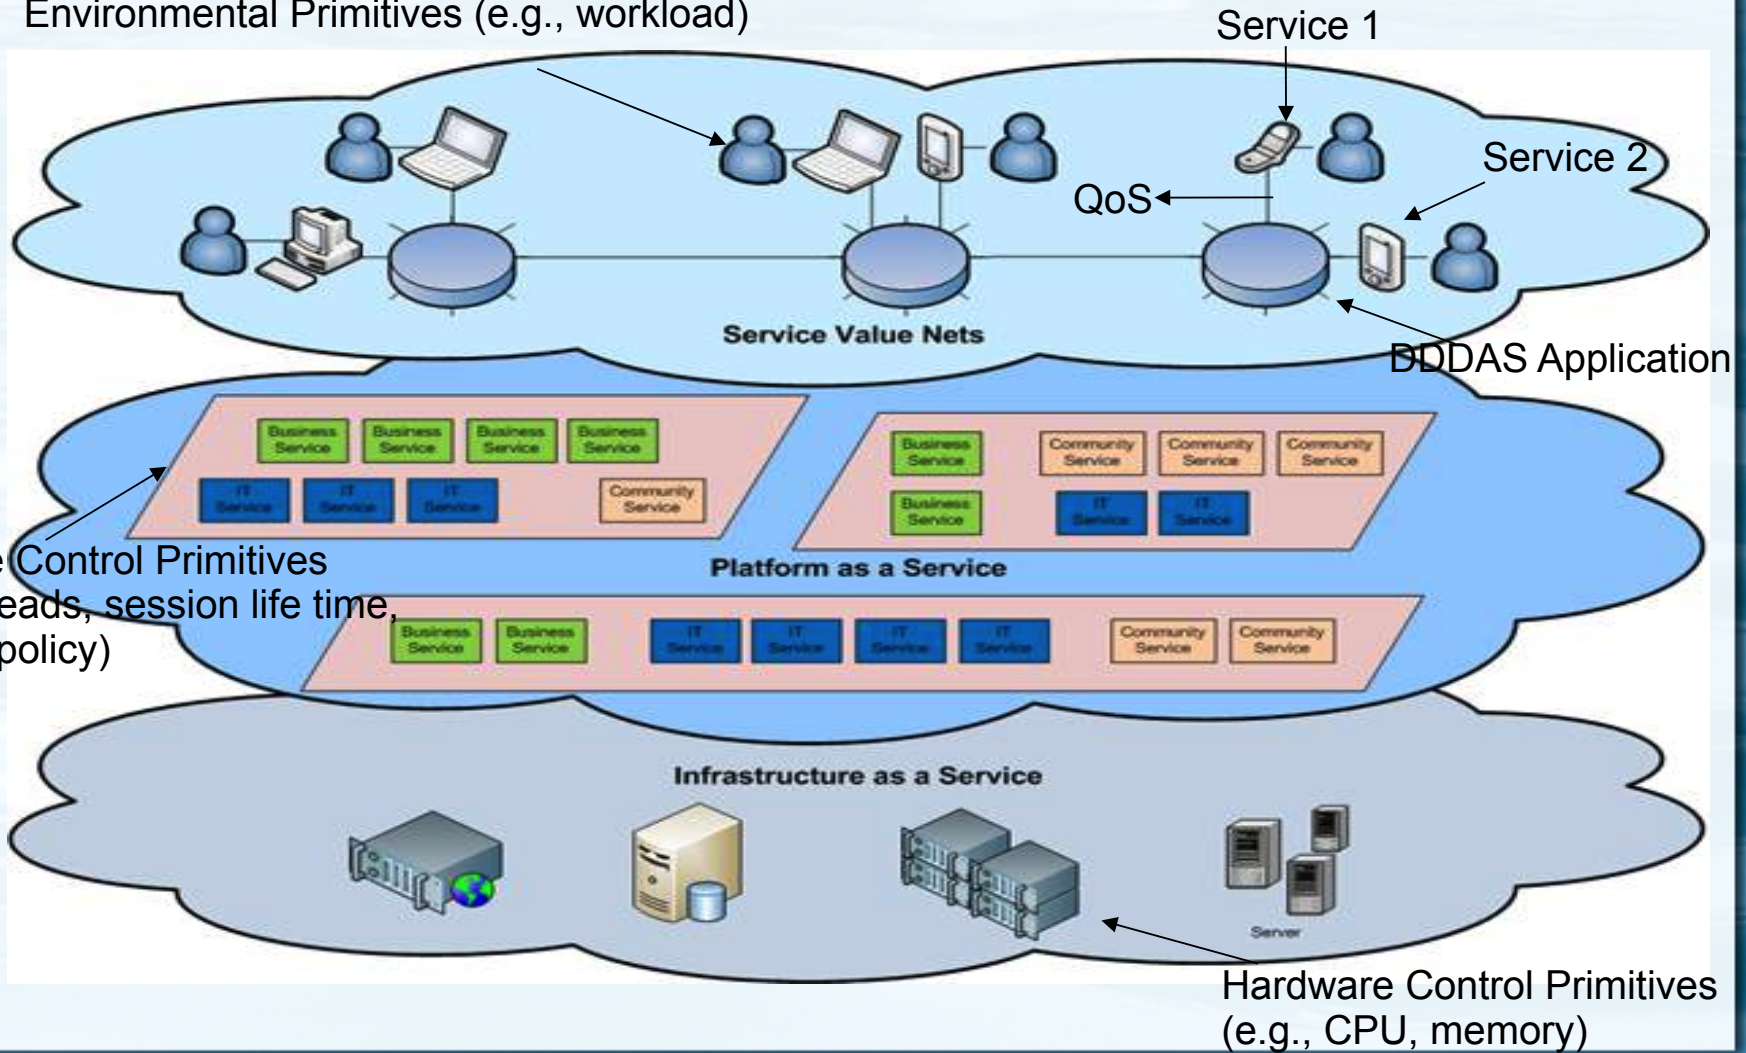 Environmental Primitives (e.g., workload)
Service 1
Service 2
QoS
Service Value Nets
DDDAS Application
Business Service
Business Service
Business Service
Business Service
IT Service
IT Service
IT Service
Community Service
Business Service
Community Service
Community Service
Community Service
Business Service
IT Service
IT Service
e Control Primitives
eads, session life time,
policy)
Platform as a Service
Business Service
Business Service
IT Service
IT Service
IT Service
IT Service
Community Service
Community Service
Infrastructure as a Service
Server
Hardware Control Primitives
(e.g., CPU, memory)